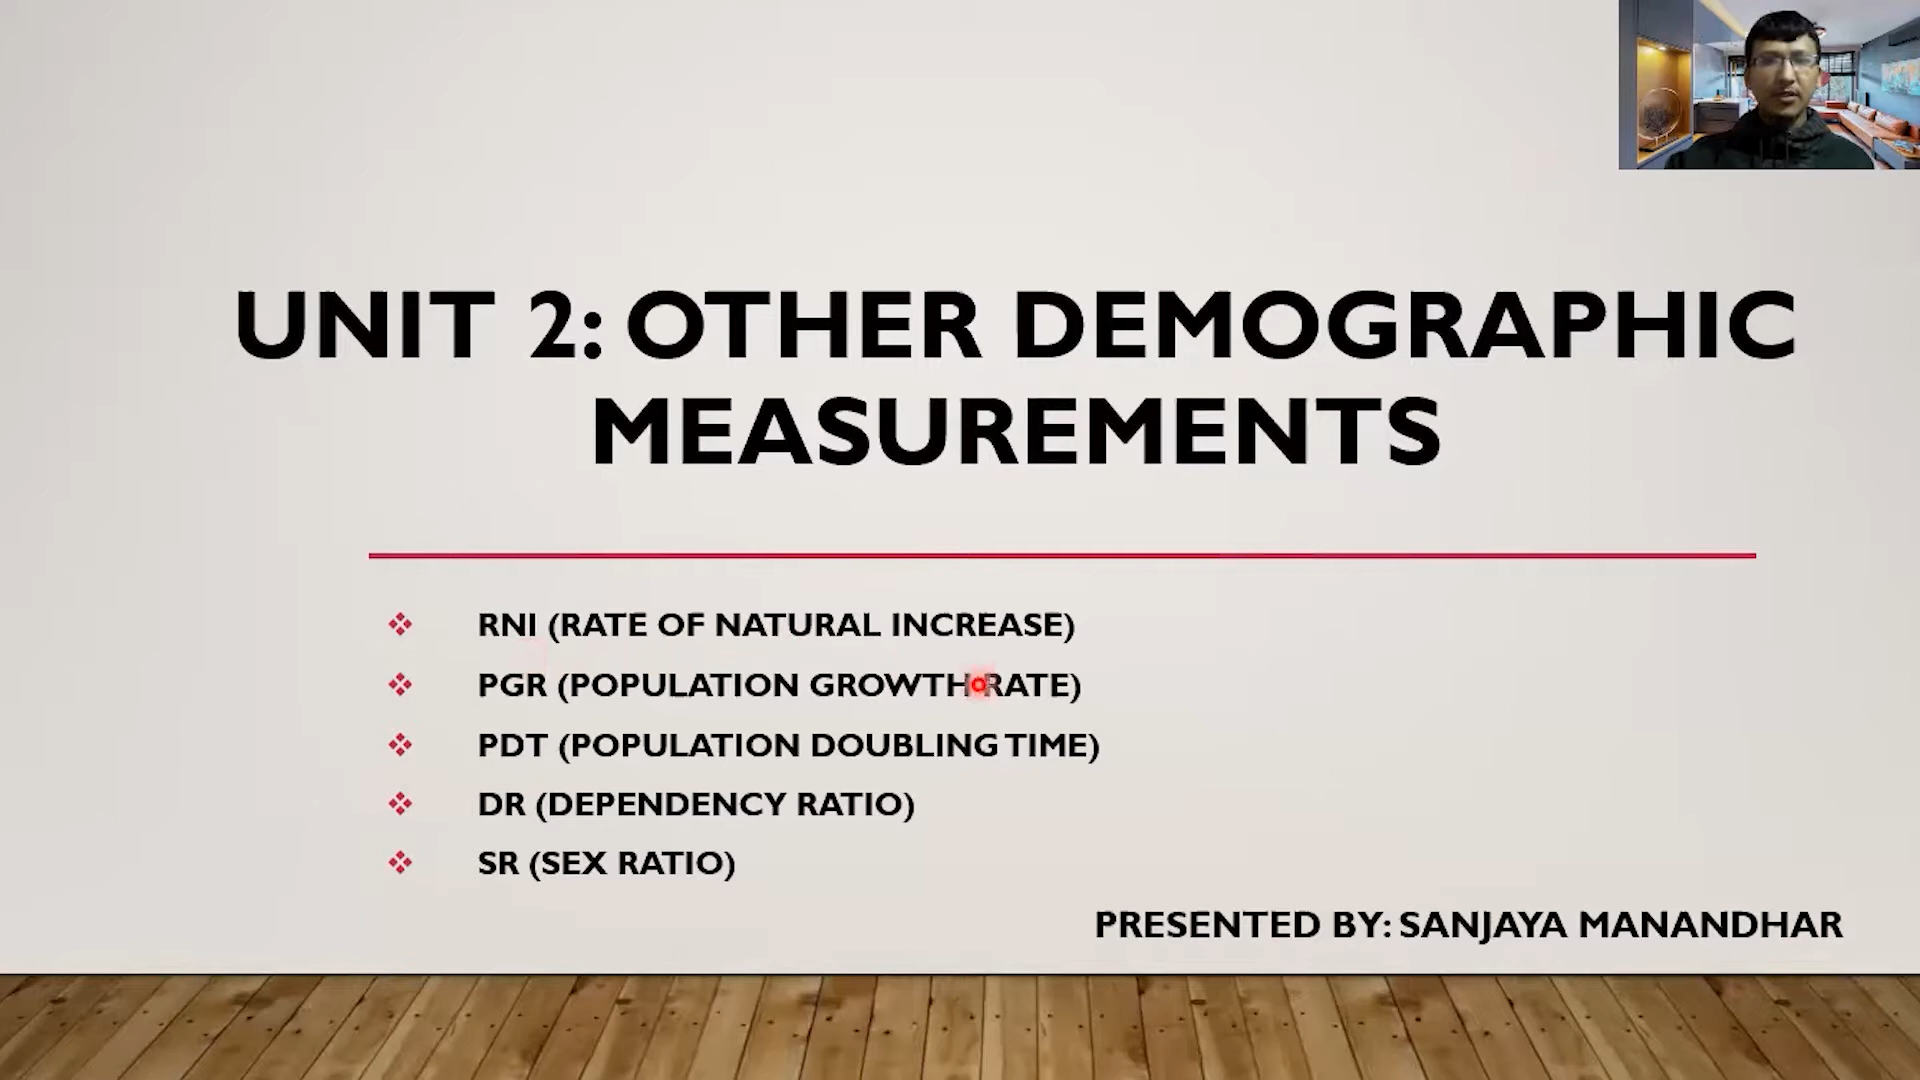 UNIT 2: OTHER DEMOGRAPHIC
MEASUREMENTS
RNI (RATE OF NATURAL INCREASE)
PGR (POPULATION GROWTH RATE)
PDT (POPULATION DOUBLING TIME)
DR (DEPENDENCY RATIO)
SR (SEX RATIO)
PRESENTED BY: SANJAYA MANANDHAR